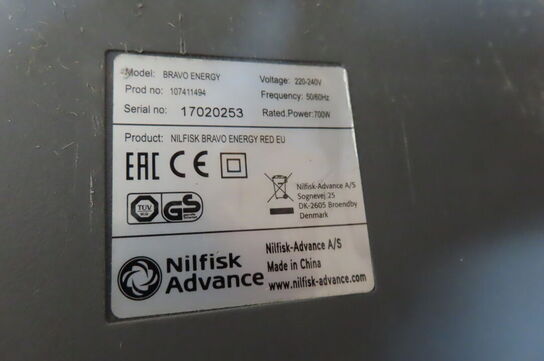 Model: BRAVO ENERGY Voltage: 220-240V
Prod no: 107411494 Frequency: 50/60Hz
Serial no: 17020253 Rated.Power:700W
Product: NILFISK BRAVO ENERGY RED EU
EAC CE
Nilfisk-Advance A/S
Sognevej 25
DK-2605 Broendby
Denmark
TÜV GS
Nilfisk
Advance
Nilfisk-Advance A/S
Made in China
www.nilfisk-advance.com